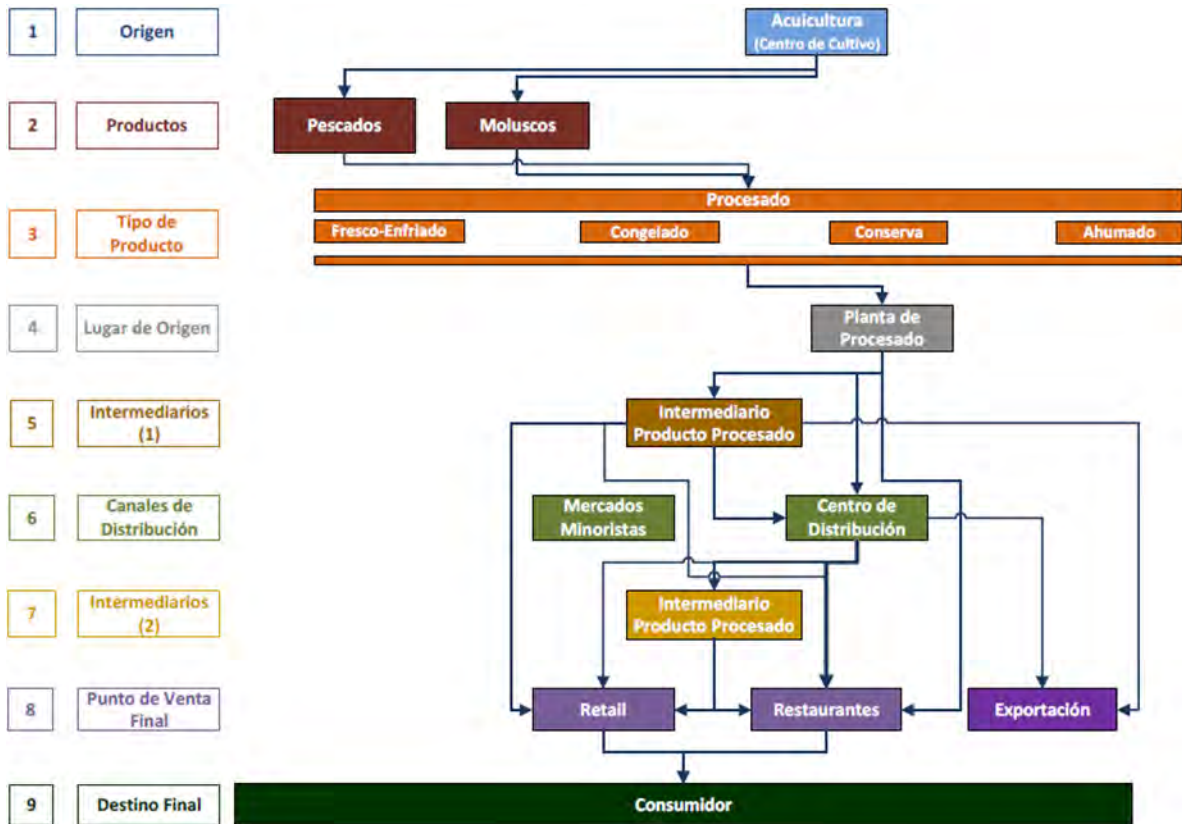 1
Origen
Acuicultura
(Centro de Cultivo)
2
Productos
Pescados
Moluscos
Procesado
3
Tipo de
Producto
Fresco-Enfriado
Congelado
Conserva
Ahumado
4
Lugar de Origen
Planta de
Procesado
5
Intermediarios
(1)
Intermediario
Producto Procesado
6
Canales de
Distribución
Mercados
Minoristas
Centro de
Distribución
7
Intermediarios
(2)
Intermediario
Producto Procesado
8
Punto de Venta
Final
Retail
Restaurantes
Exportación
9
Destino Final
Consumidor